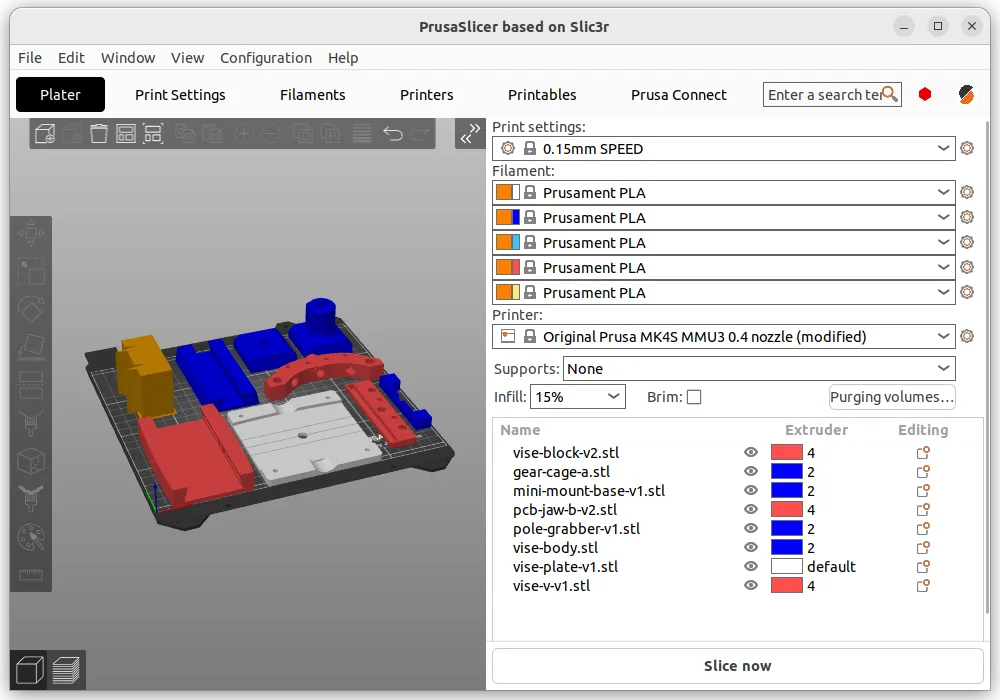 PrusaSlicer based on Slic3r
File Edit Window View Configuration Help
Plater Print Settings Filaments Printers Printables Prusa Connect Enter a search ter
Print settings:
0.15mm SPEED
Filament:
Prusament PLA
Prusament PLA
Prusament PLA
Prusament PLA
Prusament PLA
Printer:
Original Prusa MK4S MMU3 0.4 nozzle (modified)
Supports: None
Infill: 15% Brim: Purging volumes...
Name Extruder Editing
vise-block-v2.stl 4
gear-cage-a.stl 2
mini-mount-base-v1.stl 2
pcb-jaw-b-v2.stl 4
pole-grabber-v1.stl 2
vise-body.stl 2
vise-plate-v1.stl default
vise-v-v1.stl 4
Slice now